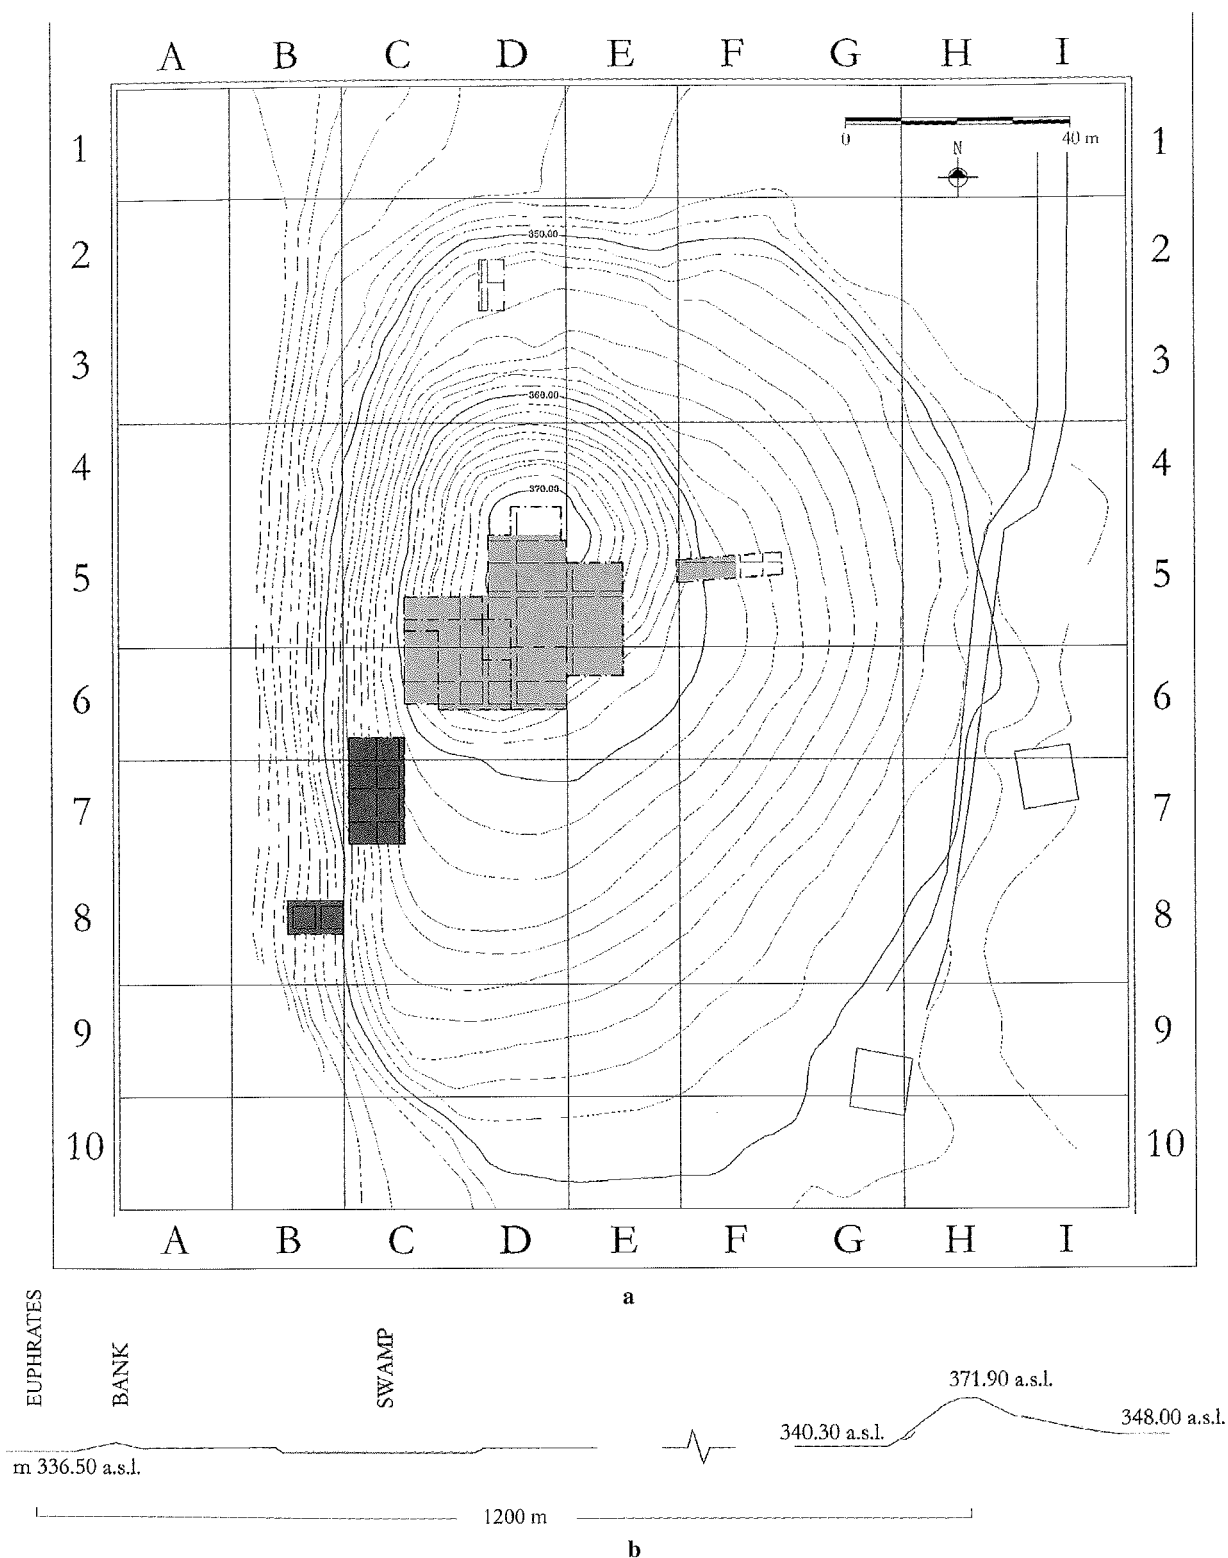 A B C D E F G H I
0 40 m
N
1 1
2 2
350.00
3 3
360.00
4 4
370.00
5 5
6 6
7 7
8 8
9 9
10 10
A B C D E F G H I
a
EUPHRATES
BANK
SWAMP
371.90 a.s.l.
348.00 a.s.l.
340.30 a.s.l.
m 336.50 a.s.l.
1200 m
b